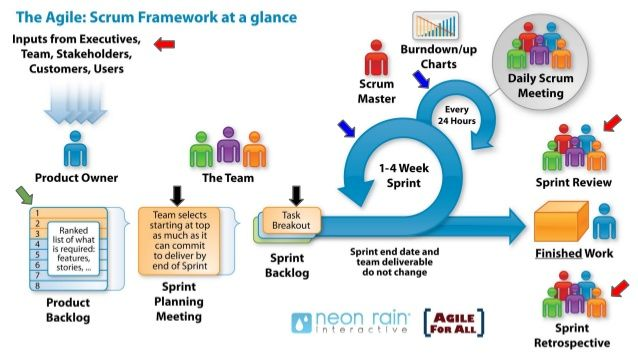 The Agile: Scrum Framework at a glance
Inputs from Executives,
Team, Stakeholders,
Customers, Users
Product Owner
The Team
1
2
3
4
5
6
7
8
Ranked
list of what
is required:
features,
stories, ...
Product
Backlog
Team selects
starting at top
as much as it
can commit
to deliver by
end of Sprint
Sprint
Planning
Meeting
Task
Breakout
Sprint
Backlog
Scrum
Master
Burndown/up
Charts
Every
24 Hours
Daily Scrum
Meeting
1-4 Week
Sprint
Sprint end date and
team deliverable
do not change
Sprint Review
Finished Work
Sprint
Retrospective
neon rain
interactive
AGILE
FOR ALL